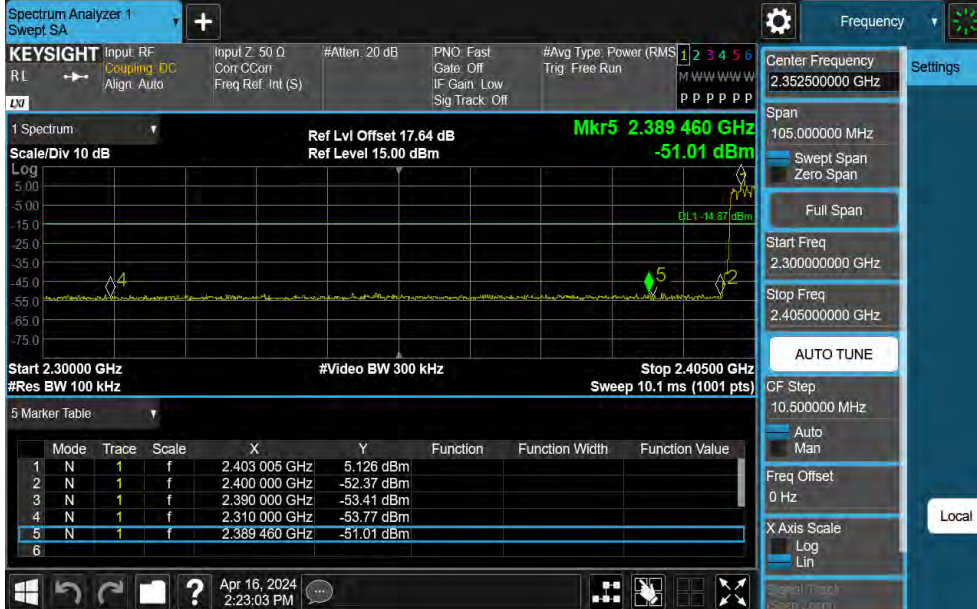 Spectrum Analyzer 1
Swept SA
+
Frequency
KEYSIGHT
RL
LXI
Input: RF
Coupling: DC
Align: Auto
Input Z: 50 Ω
Corr CCorr
Freq Ref: Int (S)
#Atten: 20 dB
PNO: Fast
Gate: Off
IF Gain: Low
Sig Track: Off
#Avg Type: Power (RMS
Trig: Free Run
1 2 3 4 5 6
M W W W W W
P P P P P P
1 Spectrum
Scale/Div 10 dB
Ref Lvl Offset 17.64 dB
Ref Level 15.00 dBm
Mkr5 2.389 460 GHz
-51.01 dBm
Log
5.00
-5.00
-15.0
-25.0
-35.0
-45.0
-55.0
-65.0
-75.0
DL1 -14.87 dBm
4
5
2
Start 2.30000 GHz
#Res BW 100 kHz
#Video BW 300 kHz
Stop 2.40500 GHz
Sweep 10.1 ms (1001 pts)
5 Marker Table
Mode Trace Scale X Y Function Function Width Function Value
1 N 1 f 2.403 005 GHz 5.126 dBm
2 N 1 f 2.400 000 GHz -52.37 dBm
3 N 1 f 2.390 000 GHz -53.41 dBm
4 N 1 f 2.310 000 GHz -53.77 dBm
5 N 1 f 2.389 460 GHz -51.01 dBm
6
?
Apr 16, 2024
2:23:03 PM
Center Frequency
2.352500000 GHz
Settings
Span
105.000000 MHz
Swept Span
Zero Span
Full Span
Start Freq
2.300000000 GHz
Stop Freq
2.405000000 GHz
AUTO TUNE
CF Step
10.500000 MHz
Auto
Man
Freq Offset
0 Hz
X Axis Scale
Log
Lin
Local
Signal Track